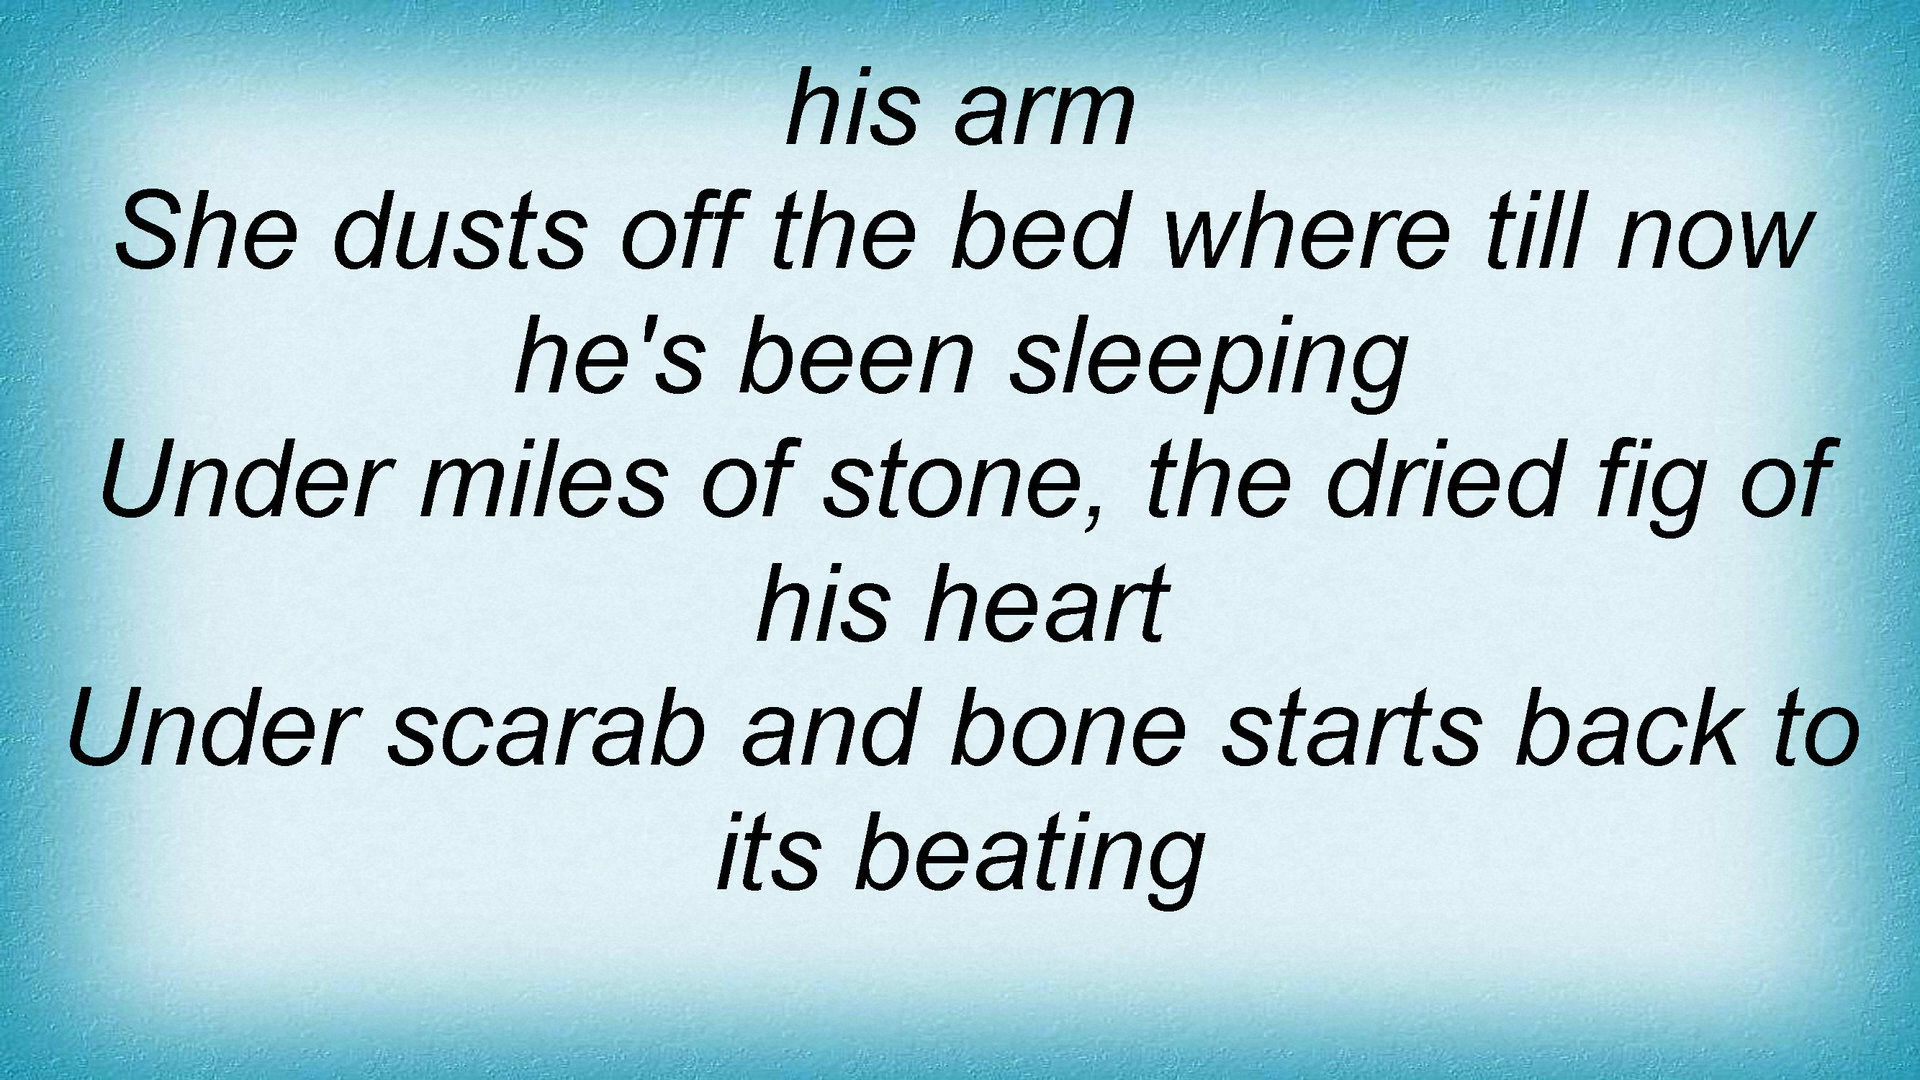 his arm
She dusts off the bed where till now
he's been sleeping
Under miles of stone, the dried fig of
his heart
Under scarab and bone starts back to
its beating